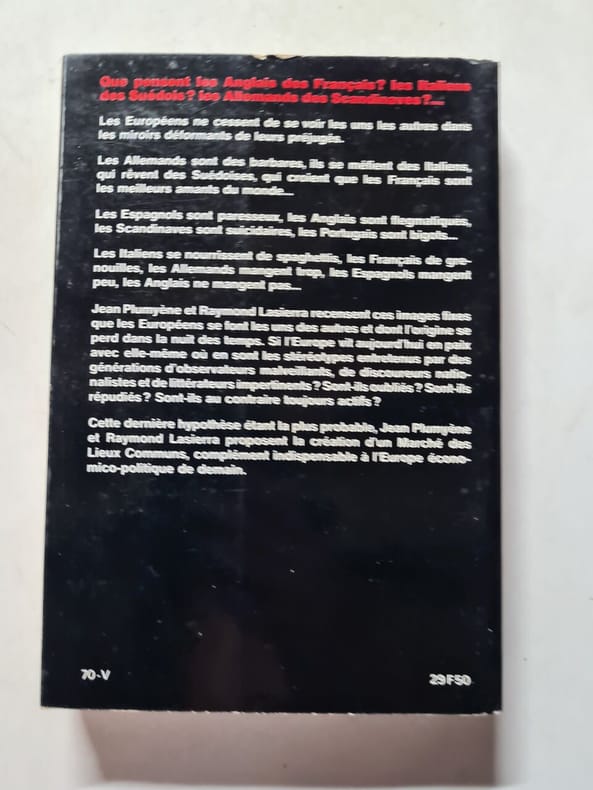 Que pensent les Anglais des Français? les Italiens
des Suédois? les Allemands des Scandinaves?...
Les Européens ne cessent de se voir les uns les autres dans
les miroirs déformants de leurs préjugés.
Les Allemands sont des barbares, ils se méfient des Italiens,
qui rêvent des Suédoises, qui croient que les Français sont
les meilleurs amants du monde...
Les Espagnols sont paresseux, les Anglais sont flegmatiques,
les Scandinaves sont suicidaires, les Portugais sont bigots...
Les Italiens se nourrissent de spaghettis, les Français de gre-
nouilles, les Allemands mangent trop, les Espagnols mangent
peu, les Anglais ne mangent pas...
Jean Plumyène et Raymond Lasierra recensent ces images fixes
que les Européens se font les uns des autres et dont l'origine se
perd dans la nuit des temps. Si l'Europe vit aujourd'hui en paix
avec elle-même où en sont les stéréotypes entretenus par des
générations d'observateurs malveillants, de discoureurs natio-
nalistes et de littérateurs impertinents? Sont-ils oubliés? Sont-ils
répudiés? Sont-ils au contraire toujours actifs?
Cette dernière hypothèse étant la plus probable, Jean Plumyène
et Raymond Lasierra proposent la création d'un Marché des
Lieux Communs, complément indispensable à l'Europe écono-
mico-politique de demain.
70-V
29F50